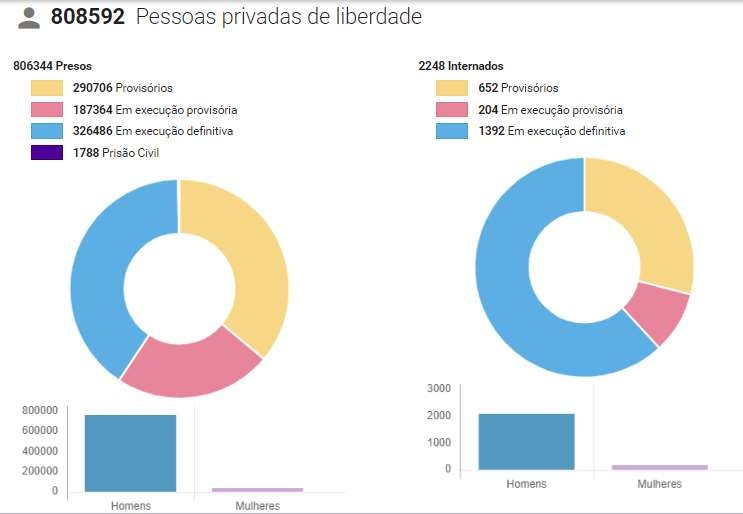 808592 Pessoas privadas de liberdade
806344 Presos
290706 Provisórios
187364 Em execução provisória
326486 Em execução definitiva
1788 Prisão Civil
800000
600000
400000
200000
0
Homens Mulheres
2248 Internados
652 Provisórios
204 Em execução provisória
1392 Em execução definitiva
3000
2000
1000
0
Homens Mulheres